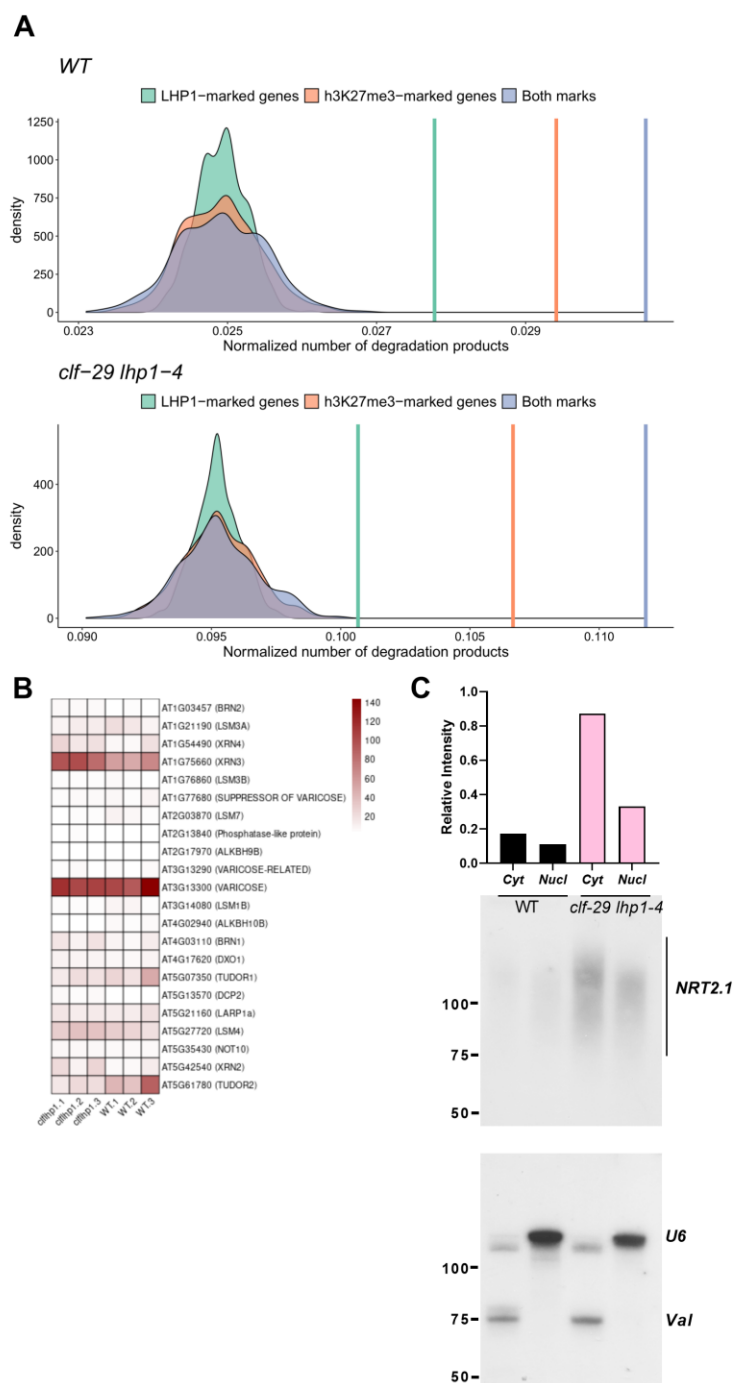 A
WT
LHP1−marked genes h3K27me3−marked genes Both marks
1250
1000
750
500
250
0
density
0.023 0.025 0.027 0.029
Normalized number of degradation products
clf−29 lhp1−4
LHP1−marked genes h3K27me3−marked genes Both marks
400
200
0
density
0.090 0.095 0.100 0.105 0.110
Normalized number of degradation products
B
AT1G03457 (BRN2)
AT1G21190 (LSM3A)
AT1G54490 (XRN4)
AT1G75660 (XRN3)
AT1G76860 (LSM3B)
AT1G77680 (SUPPRESSOR OF VARICOSE)
AT2G03870 (LSM7)
AT2G13840 (Phosphatase-like protein)
AT2G17970 (ALKBH9B)
AT3G13290 (VARICOSE-RELATED)
AT3G13300 (VARICOSE)
AT3G14080 (LSM1B)
AT4G02940 (ALKBH10B)
AT4G03110 (BRN1)
AT4G17620 (DXO1)
AT5G07350 (TUDOR1)
AT5G13570 (DCP2)
AT5G21160 (LARP1a)
AT5G27720 (LSM4)
AT5G35430 (NOT10)
AT5G42540 (XRN2)
AT5G61780 (TUDOR2)
clflhp1.1 clflhp1.2 clflhp1.3 WT.1 WT.2 WT.3
140
120
100
80
60
40
20
C
1.0
0.8
0.6
0.4
0.2
0.0
Relative Intensity
Cyt Nucl Cyt Nucl
WT clf-29 lhp1-4
NRT2.1
100
75
50
U6
100
75
Val
50